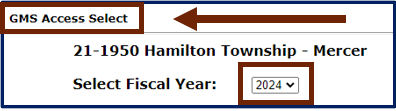 GMS Access Select
21-1950 Hamilton Township - Mercer
Select Fiscal Year: 2024